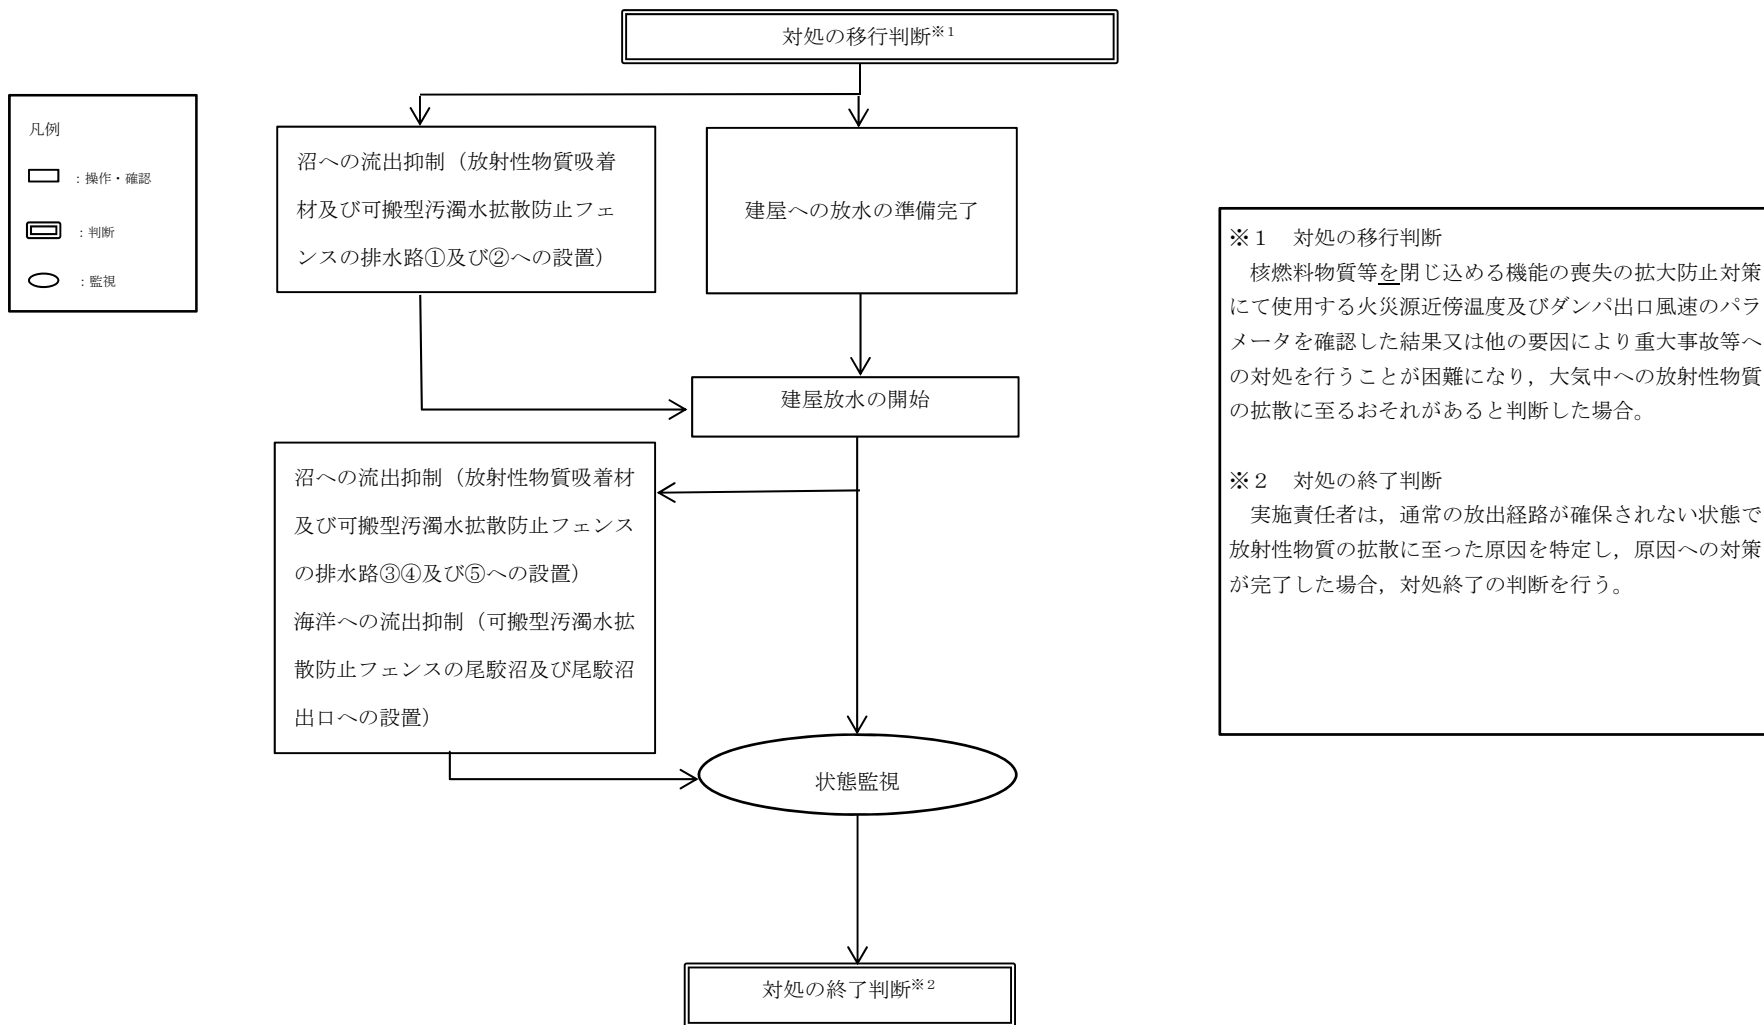 対処の移行判断※1
凡例
：操作・確認
：判断
：監視
沼への流出抑制（放射性物質吸着
材及び可搬型汚濁水拡散防止フェ
ンスの排水路①及び②への設置）
建屋への放水の準備完了
建屋放水の開始
沼への流出抑制（放射性物質吸着材
及び可搬型汚濁水拡散防止フェンス
の排水路③④及び⑤への設置）
海洋への流出抑制（可搬型汚濁水拡
散防止フェンスの尾駮沼及び尾駮沼
出口への設置）
状態監視
対処の終了判断※2
※１　対処の移行判断
　核燃料物質等を閉じ込める機能の喪失の拡大防止対策
にて使用する火災源近傍温度及びダンパ出口風速のパラ
メータを確認した結果又は他の要因により重大事故等へ
の対処を行うことが困難になり，大気中への放射性物質
の拡散に至るおそれがあると判断した場合。
※２　対処の終了判断
　実施責任者は，通常の放出経路が確保されない状態で
放射性物質の拡散に至った原因を特定し，原因への対策
が完了した場合，対処終了の判断を行う。